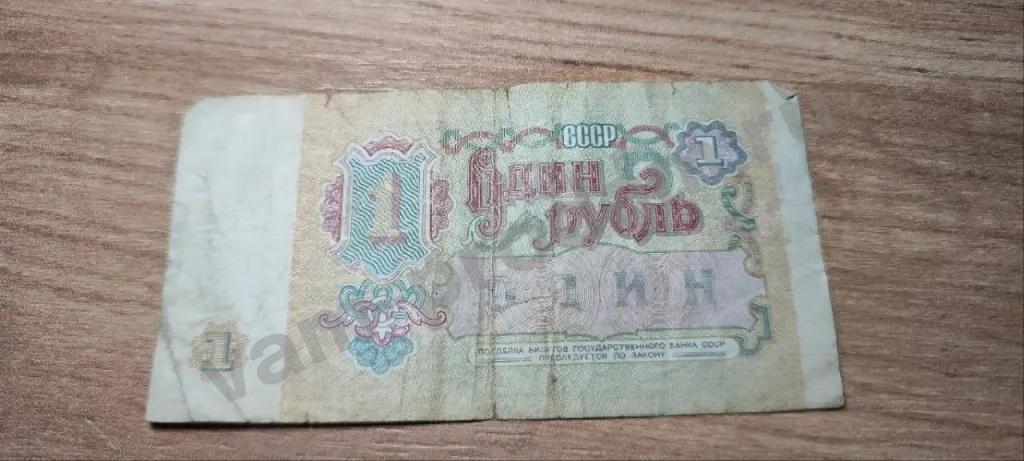 СССР
1
1
Один
рубль
ОДИН
1
ПОДДЕЛКА БИЛЕТОВ ГОСУДАРСТВЕННОГО БАНКА СССР
ПРЕСЛЕДУЕТСЯ ПО ЗАКОНУ